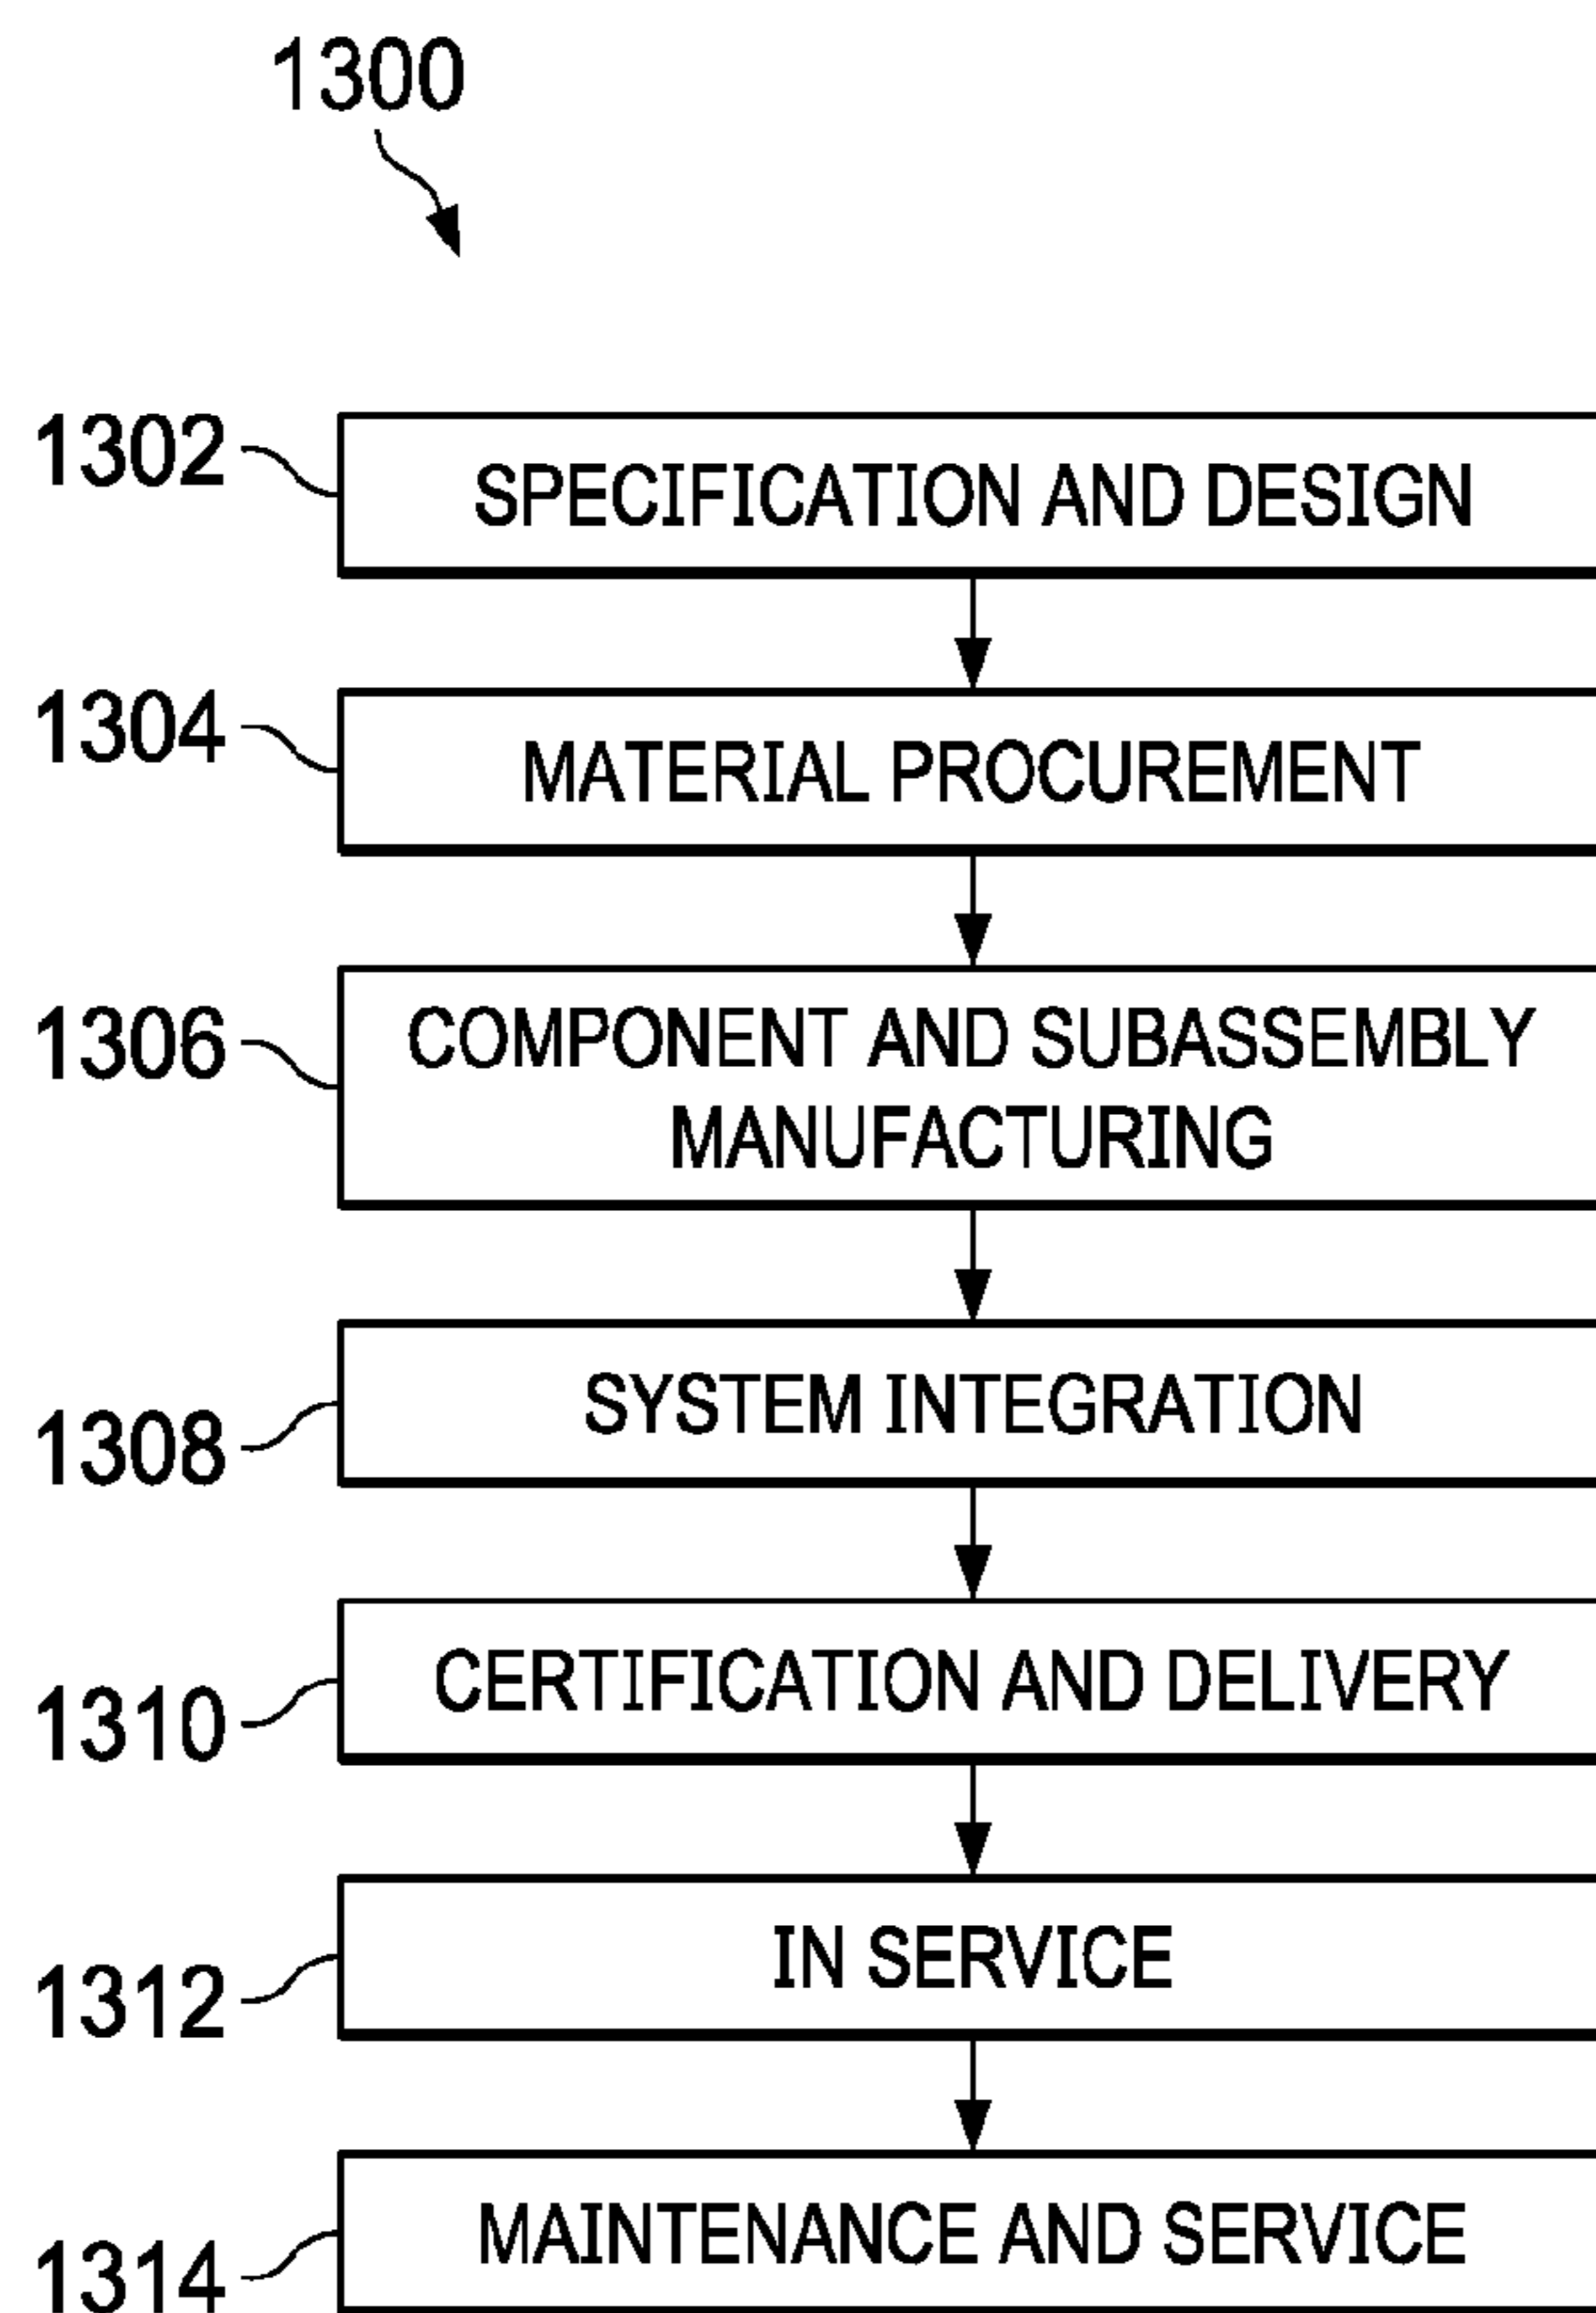 1300
1302
SPECIFICATION AND DESIGN
1304
MATERIAL PROCUREMENT
1306
COMPONENT AND SUBASSEMBLY
MANUFACTURING
1308
SYSTEM INTEGRATION
1310
CERTIFICATION AND DELIVERY
1312
IN SERVICE
1314
MAINTENANCE AND SERVICE